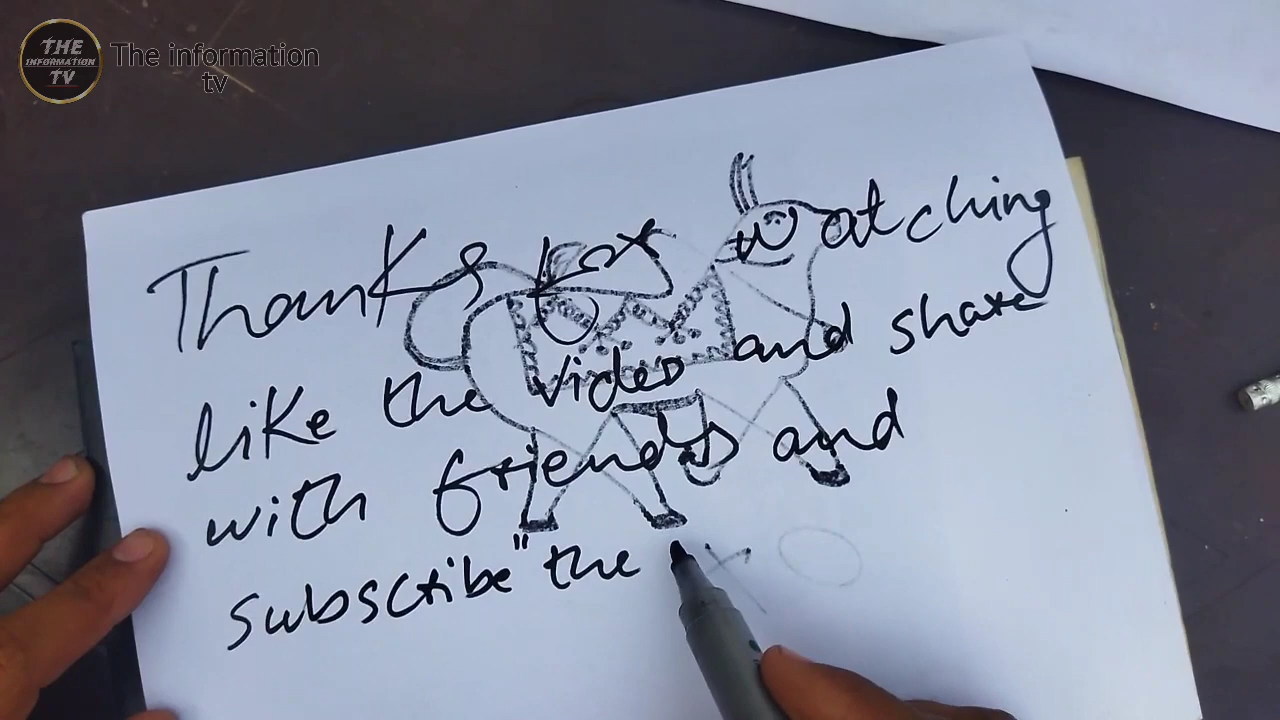 THE
INFORMATION
TV
The information
tv
Thanks for watching
like the video and share
with friends and
subscribe "the